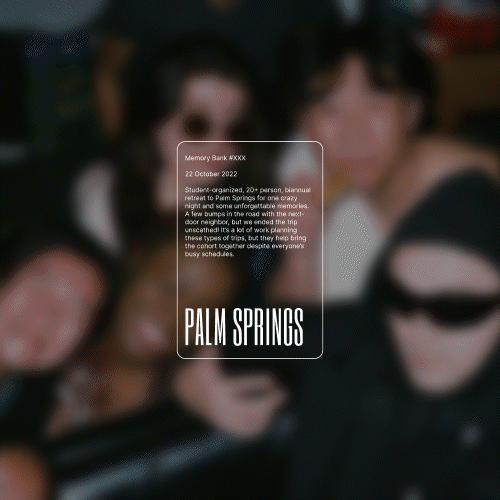 Memory Bank #XXX
22 October 2022
Student-organized, 20+ person, biannual
retreat to Palm Springs for one crazy
night and some unforgettable memories.
A few bumps in the road with the next-
door neighbor, but we ended the trip
unscathed! It's a lot of work planning
these types of trips, but they help bring
the cohort together despite everyone's
busy schedules.
PALM SPRINGS